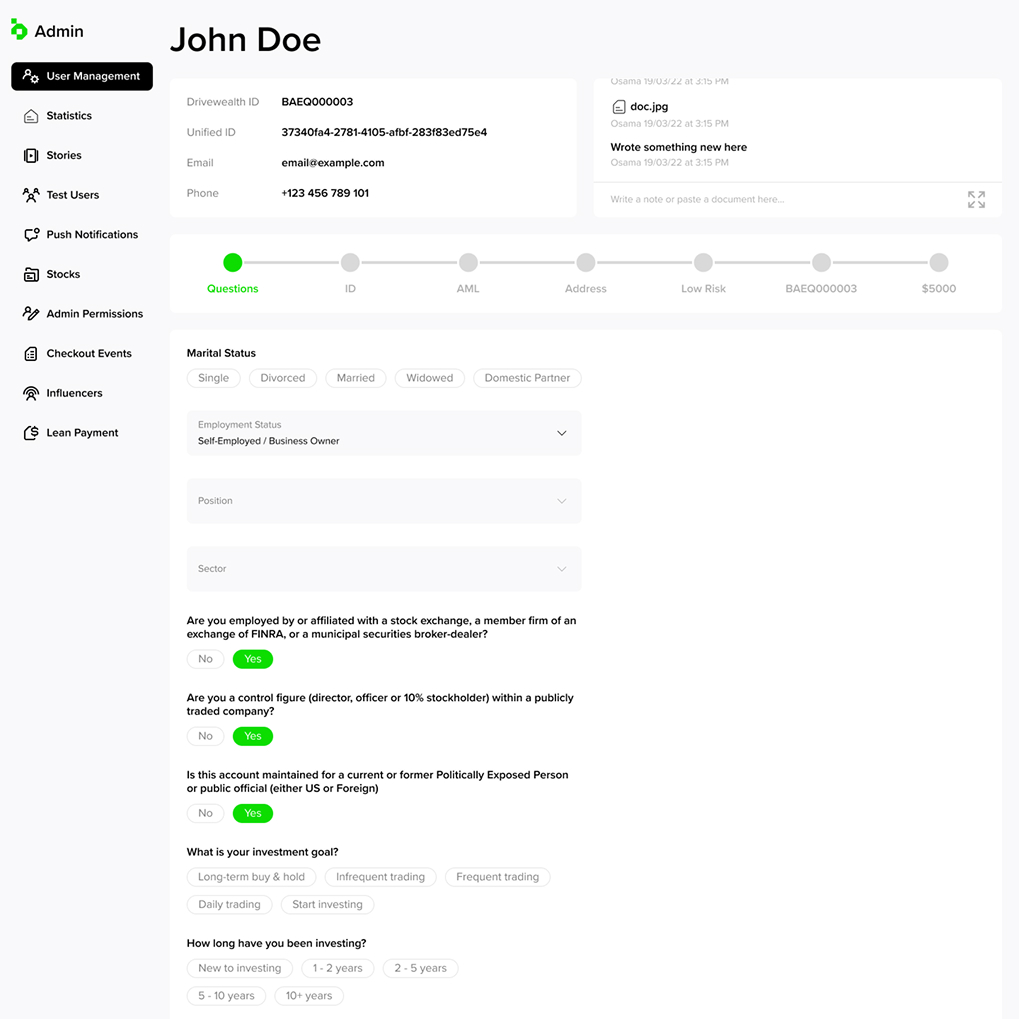 Admin
User Management
Statistics
Stories
Test Users
Push Notifications
Stocks
Admin Permissions
Checkout Events
Influencers
Lean Payment
John Doe
Drivewealth ID BAEQ000003
Unified ID 37340fa4-2781-4105-afbf-283f83ed75e4
Email email@example.com
Phone +123 456 789 101
Osama 19/03/22 at 3:15 PM
doc.jpg
Osama 19/03/22 at 3:15 PM
Wrote something new here
Osama 19/03/22 at 3:15 PM
Write a note or paste a document here...
Questions ID AML Address Low Risk BAEQ000003 $5000
Marital Status
Single Divorced Married Widowed Domestic Partner
Employment Status
Self-Employed / Business Owner
Position
Sector
Are you employed by or affiliated with a stock exchange, a member firm of an
exchange of FINRA, or a municipal securities broker-dealer?
No Yes
Are you a control figure (director, officer or 10% stockholder) within a publicly
traded company?
No Yes
Is this account maintained for a current or former Politically Exposed Person
or public official (either US or Foreign)
No Yes
What is your investment goal?
Long-term buy & hold Infrequent trading Frequent trading
Daily trading Start investing
How long have you been investing?
New to investing 1 - 2 years 2 - 5 years
5 - 10 years 10+ years